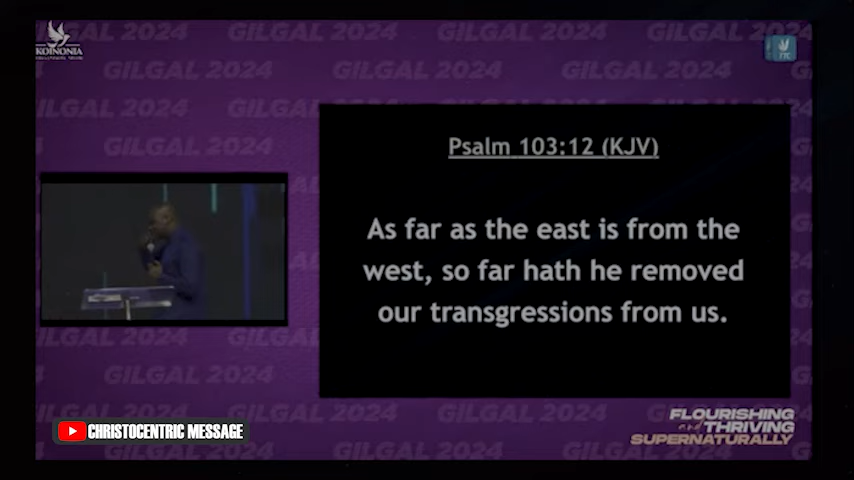 KOINONIA
GILGAL 2024
Psalm 103:12 (KJV)
As far as the east is from the
west, so far hath he removed
our transgressions from us.
CHRISTOCENTRIC MESSAGE
FLOURISHING
and THRIVING
SUPERNATURALLY